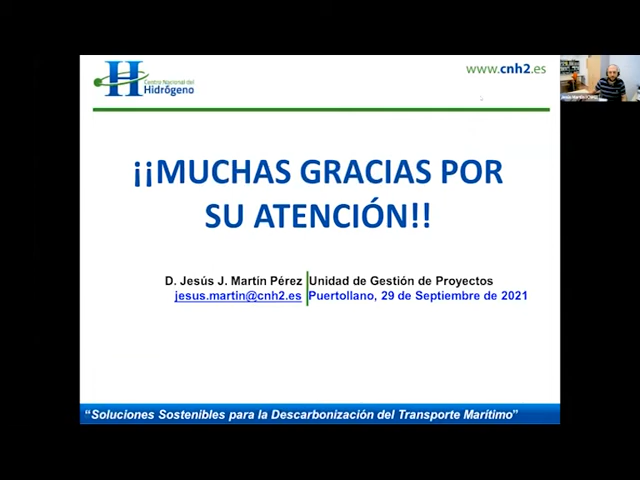 Centro Nacional del
Hidrógeno
www.cnh2.es
¡¡MUCHAS GRACIAS POR
SU ATENCIÓN!!
D. Jesús J. Martín Pérez Unidad de Gestión de Proyectos
jesus.martin@cnh2.es Puertollano, 29 de Septiembre de 2021
“Soluciones Sostenibles para la Descarbonización del Transporte Marítimo”